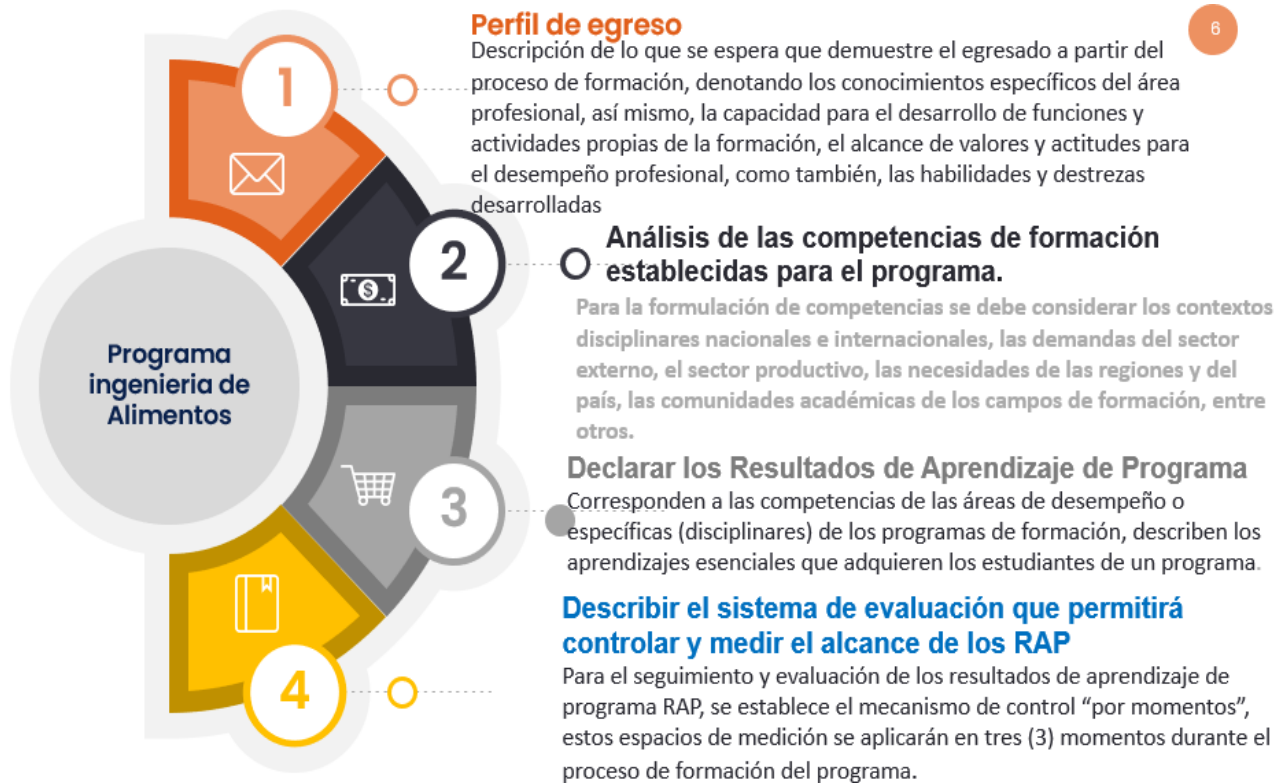 Perfil de egreso
6
Descripción de lo que se espera que demuestre el egresado a partir del
proceso de formación, denotando los conocimientos específicos del área
profesional, así mismo, la capacidad para el desarrollo de funciones y
actividades propias de la formación, el alcance de valores y actitudes para
el desempeño profesional, como también, las habilidades y destrezas
desarrolladas
1
2
Análisis de las competencias de formación
establecidas para el programa.
Para la formulación de competencias se debe considerar los contextos
disciplinares nacionales e internacionales, las demandas del sector
externo, el sector productivo, las necesidades de las regiones y del
país, las comunidades académicas de los campos de formación, entre
otros.
Programa
ingenieria de
Alimentos
3
Declarar los Resultados de Aprendizaje de Programa
Corresponden a las competencias de las áreas de desempeño o
específicas (disciplinares) de los programas de formación, describen los
aprendizajes esenciales que adquieren los estudiantes de un programa.
4
Describir el sistema de evaluación que permitirá
controlar y medir el alcance de los RAP
Para el seguimiento y evaluación de los resultados de aprendizaje de
programa RAP, se establece el mecanismo de control “por momentos”,
estos espacios de medición se aplicarán en tres (3) momentos durante el
proceso de formación del programa.